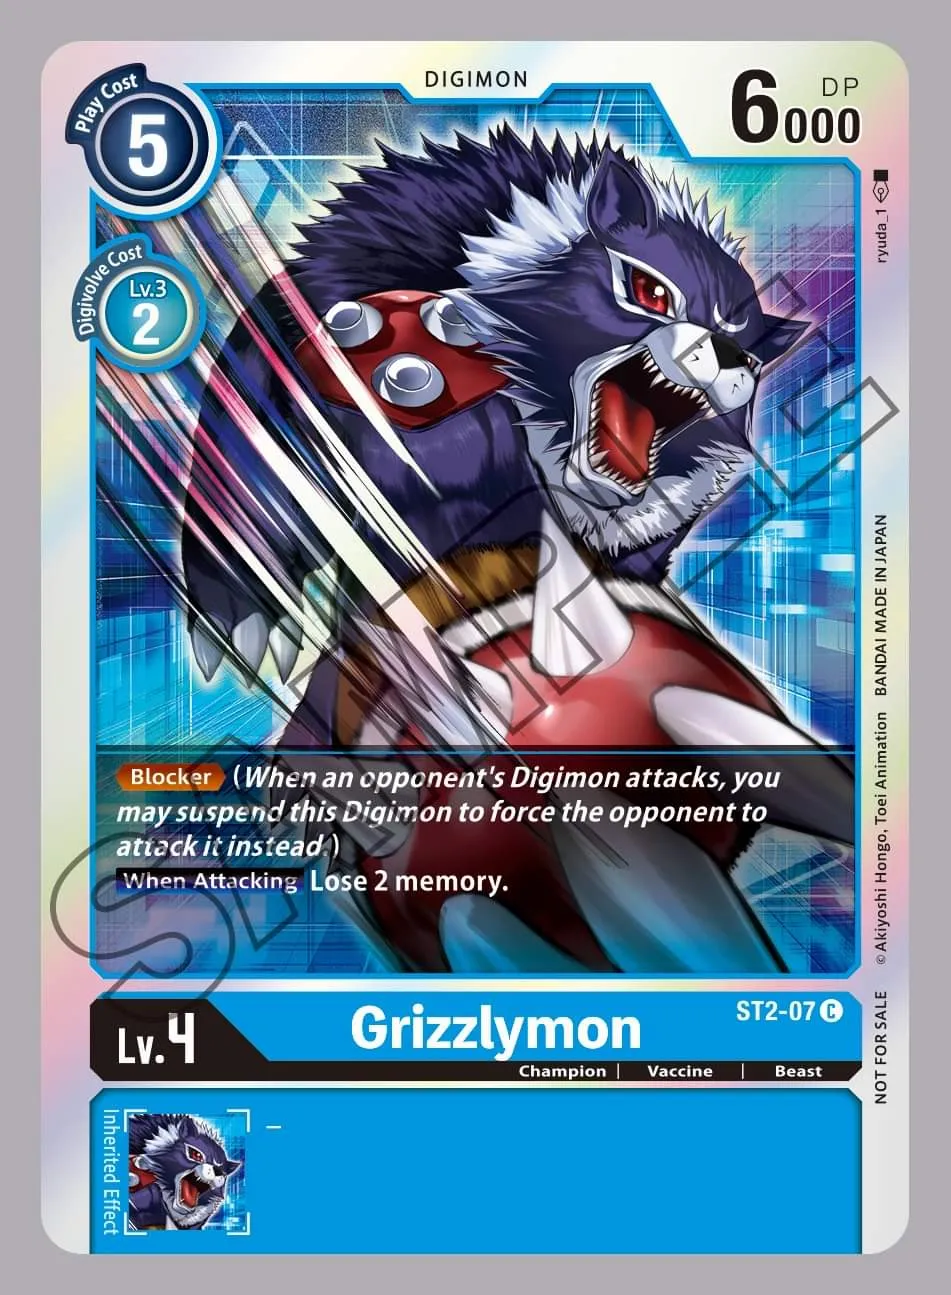 DIGIMON
Play Cost
5
DP
6000
Digivolve Cost
Lv.3
2
ryuda_1
SAMPLE
Blocker (When an opponent's Digimon attacks, you
may suspend this Digimon to force the opponent to
attack it instead.)
When Attacking Lose 2 memory.
©Akiyoshi Hongo, Toei Animation BANDAI MADE IN JAPAN
NOT FOR SALE
Lv.4
Grizzlymon
ST2-07 C
Champion | Vaccine | Beast
Inherited Effect
–